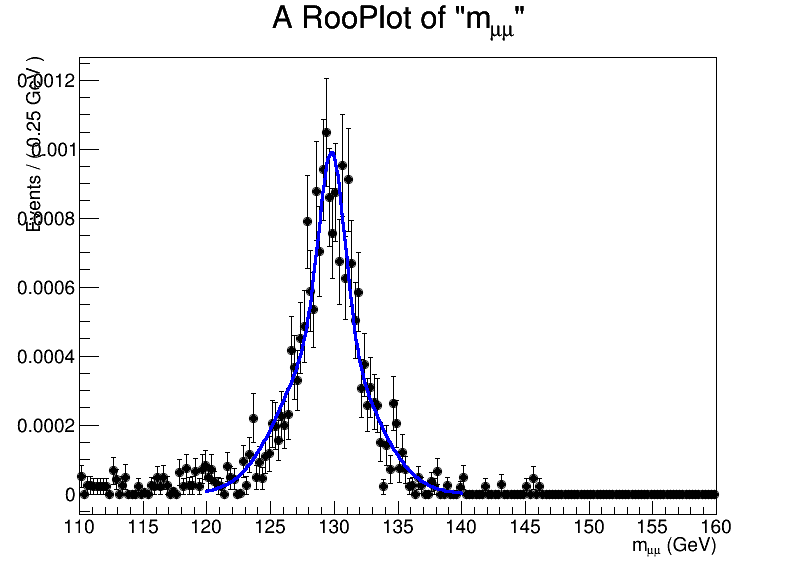 A RooPlot of "mμμ"
Events / ( 0.25 GeV )
0.0012
0.001
0.0008
0.0006
0.0004
0.0002
0
110 115 120 125 130 135 140 145 150 155 160
mμμ (GeV)